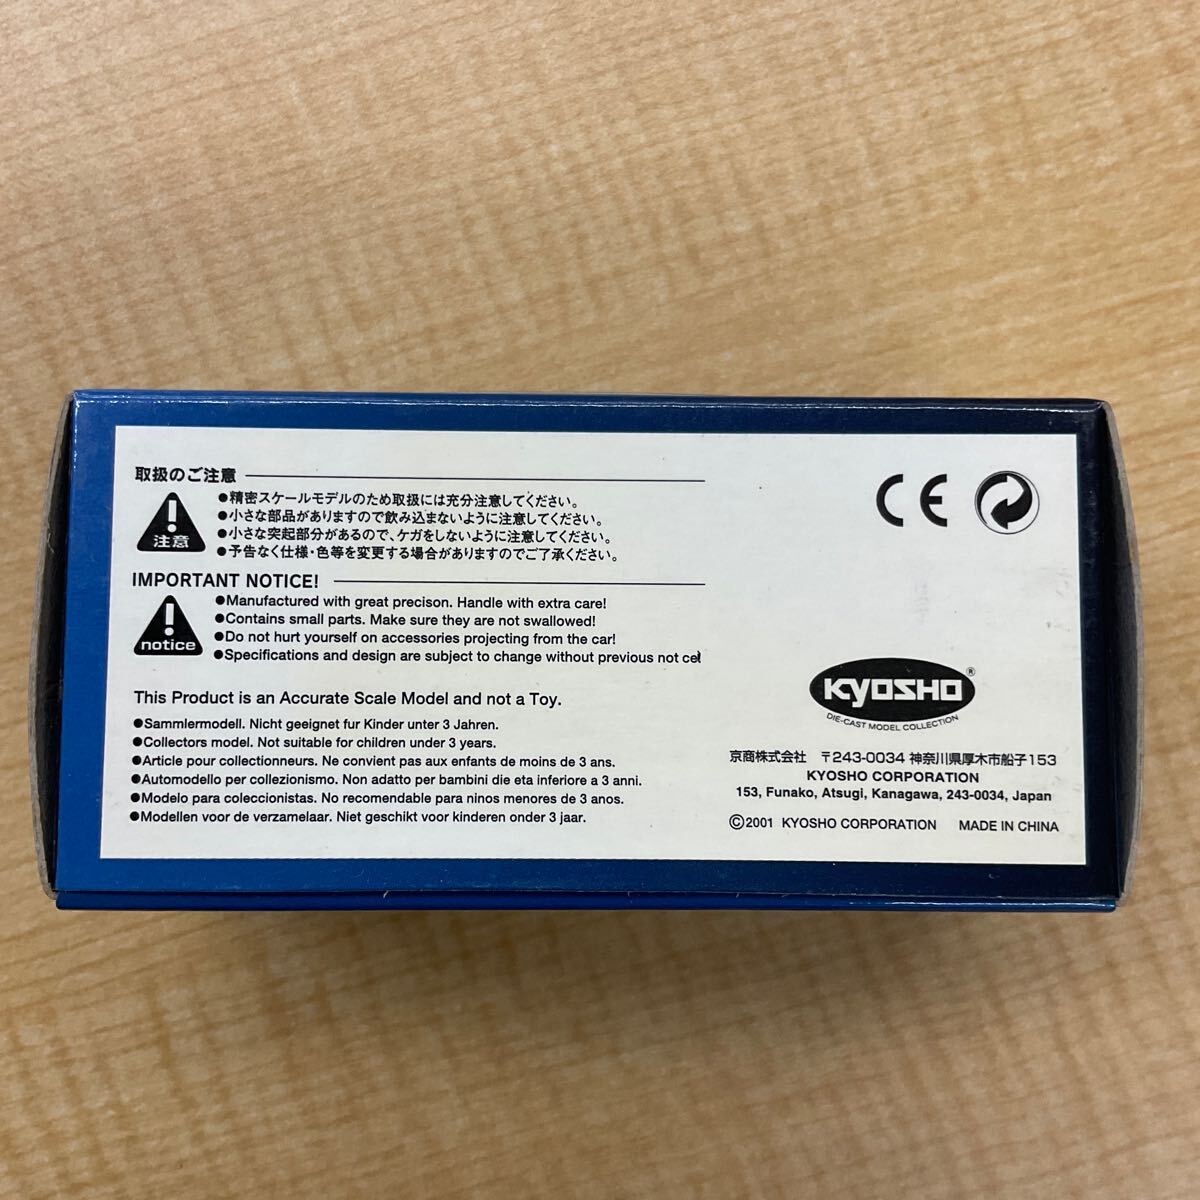 取扱のご注意
注意
●精密スケールモデルのため取扱には充分注意してください。
●小さな部品がありますので飲み込まないように注意してください。
●小さな突起部分があるので、ケガをしないように注意してください。
●予告なく仕様・色等を変更する場合がありますのでご了承ください。
IMPORTANT NOTICE!
notice
●Manufactured with great precison. Handle with extra care!
●Contains small parts. Make sure they are not swallowed!
●Do not hurt yourself on accessories projecting from the car!
●Specifications and design are subject to change without previous not cel
This Product is an Accurate Scale Model and not a Toy.
●Sammlermodell. Nicht geeignet fur Kinder unter 3 Jahren.
●Collectors model. Not suitable for children under 3 years.
●Article pour collectionneurs. Ne convient pas aux enfants de moins de 3 ans.
●Automodello per collezionismo. Non adatto per bambini die eta inferiore a 3 anni.
●Modelo para coleccionistas. No recomendable para ninos menores de 3 anos.
●Modellen voor de verzamelaar. Niet geschikt voor kinderen onder 3 jaar.
CE
KYOSHO®
DIE-CAST MODEL COLLECTION
京商株式会社 〒243-0034 神奈川県厚木市船子153
KYOSHO CORPORATION
153, Funako, Atsugi, Kanagawa, 243-0034, Japan
©2001 KYOSHO CORPORATION MADE IN CHINA